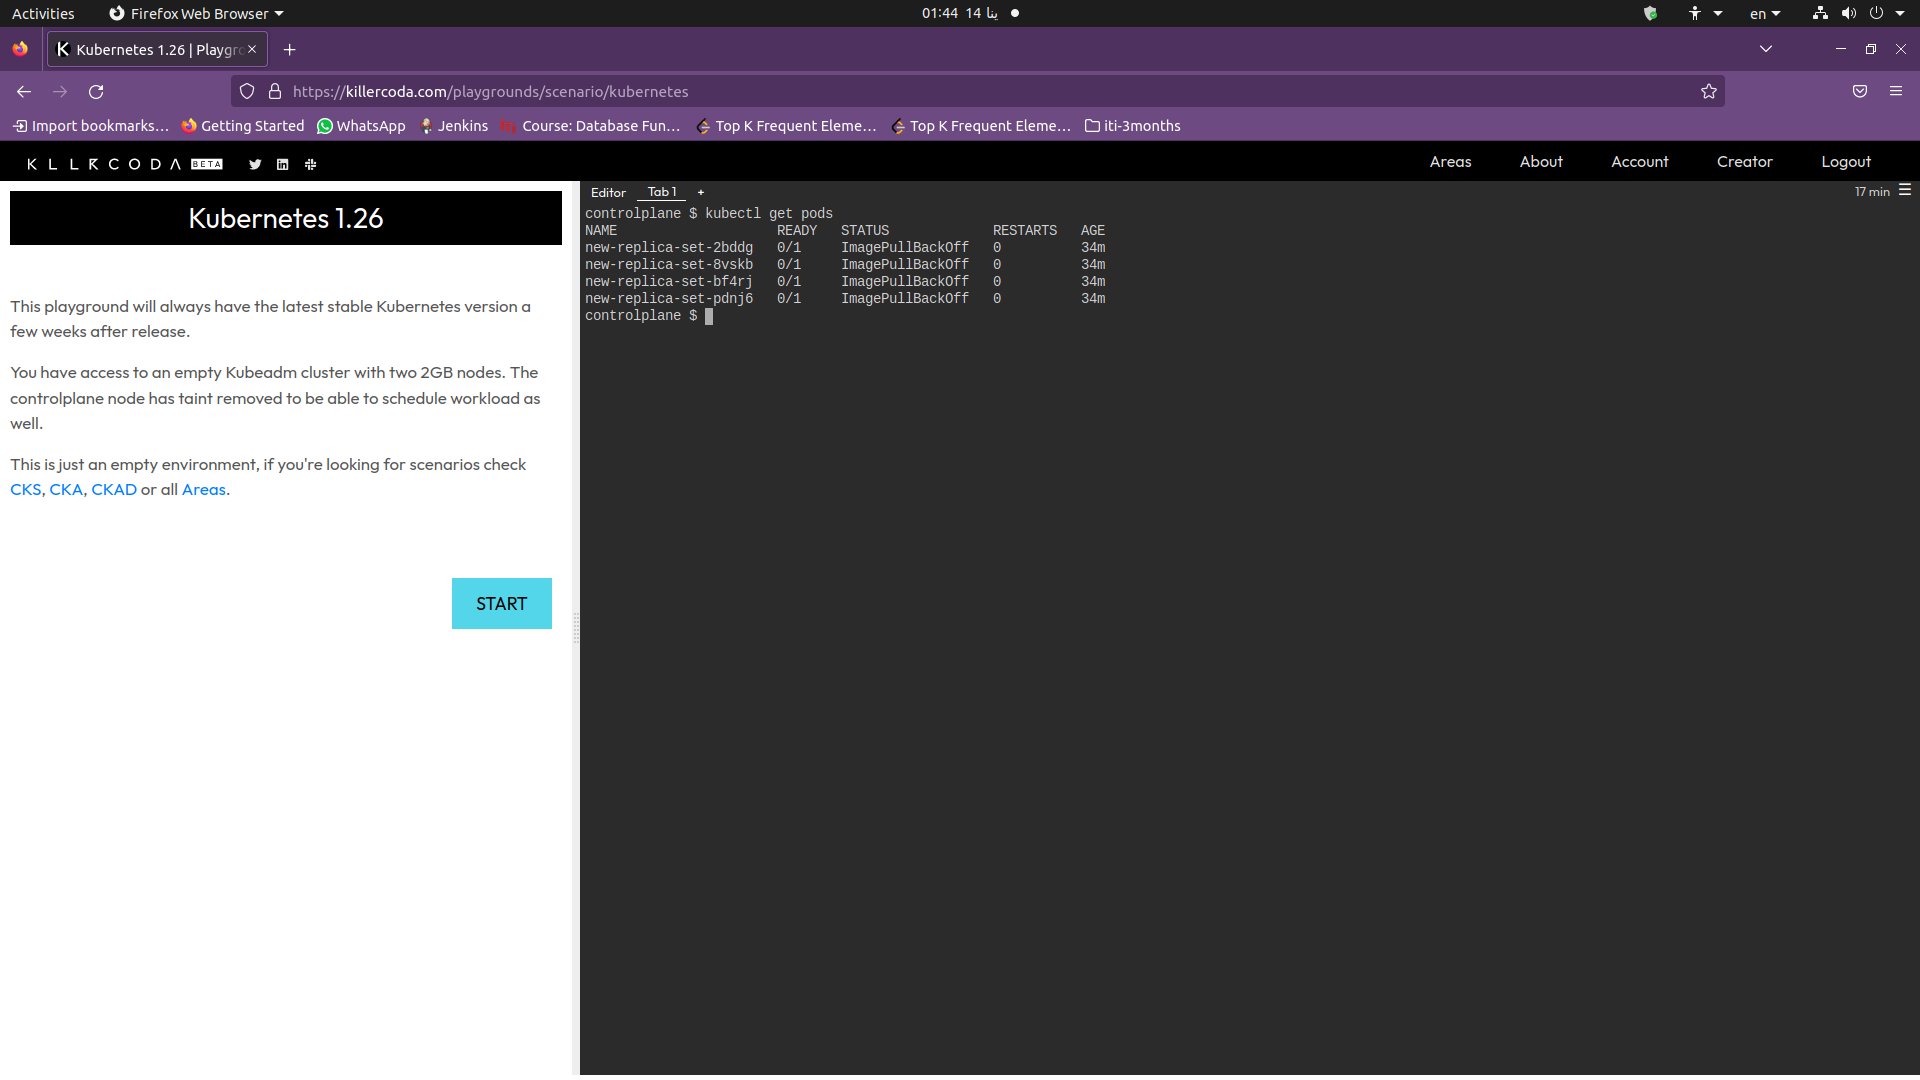 Activities
Firefox Web Browser
01:44 14 ينا
en
Kubernetes 1.26 | Playgro
https://killercoda.com/playgrounds/scenario/kubernetes
Import bookmarks...
Getting Started
WhatsApp
Jenkins
Course: Database Fun...
Top K Frequent Eleme...
Top K Frequent Eleme...
iti-3months
KILLERCODA BETA
Areas
About
Account
Creator
Logout
Kubernetes 1.26
This playground will always have the latest stable Kubernetes version a
few weeks after release.
You have access to an empty Kubeadm cluster with two 2GB nodes. The
controlplane node has taint removed to be able to schedule workload as
well.
This is just an empty environment, if you're looking for scenarios check
CKS, CKA, CKAD or all Areas.
START
Editor
Tab 1
+
17 min
controlplane $ kubectl get pods
NAME READY STATUS RESTARTS AGE
new-replica-set-2bddg 0/1 ImagePullBackOff 0 34m
new-replica-set-8vskb 0/1 ImagePullBackOff 0 34m
new-replica-set-bf4rj 0/1 ImagePullBackOff 0 34m
new-replica-set-pdnj6 0/1 ImagePullBackOff 0 34m
controlplane $